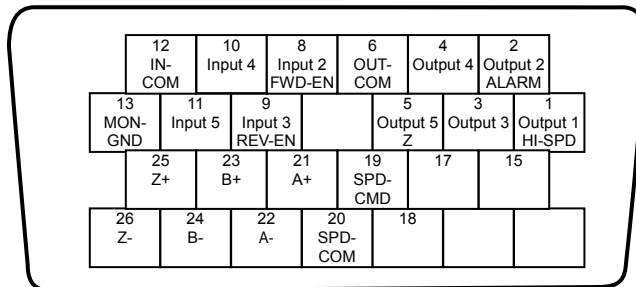 12 10 8 6 4 2
IN- Input 4 Input 2 OUT- Output 4 Output 2
COM FWD-EN COM ALARM
13 11 9 5 3 1
MON- Input 5 Input 3 Output 5 Output 3 Output 1
GND REV-EN Z HI-SPD
25 23 21 19 17 15
Z+ B+ A+ SPD-
CMD
26 24 22 20 18
Z- B- A- SPD-
COM